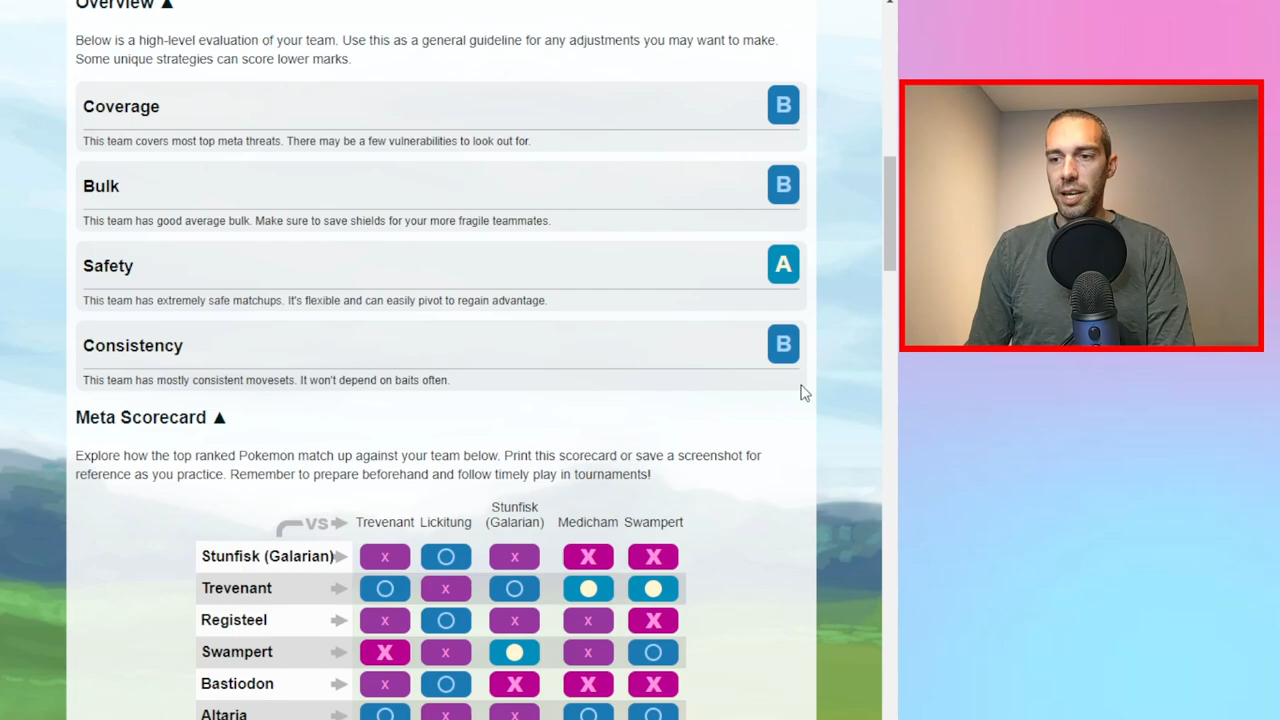 Overview ▲
Below is a high-level evaluation of your team. Use this as a general guideline for any adjustments you may want to make.
Some unique strategies can score lower marks.
Coverage B
This team covers most top meta threats. There may be a few vulnerabilities to look out for.
Bulk B
This team has good average bulk. Make sure to save shields for your more fragile teammates.
Safety A
This team has extremely safe matchups. It's flexible and can easily pivot to regain advantage.
Consistency B
This team has mostly consistent movesets. It won't depend on baits often.
Meta Scorecard ▲
Explore how the top ranked Pokemon match up against your team below. Print this scorecard or save a screenshot for
reference as you practice. Remember to prepare beforehand and follow timely play in tournaments!
VS Trevenant Lickitung Stunfisk (Galarian) Medicham Swampert
Stunfisk (Galarian) x O x X X
Trevenant O x O
Registeel x O x x X
Swampert X x x O
Bastiodon x O X X X
Altaria O x x O O